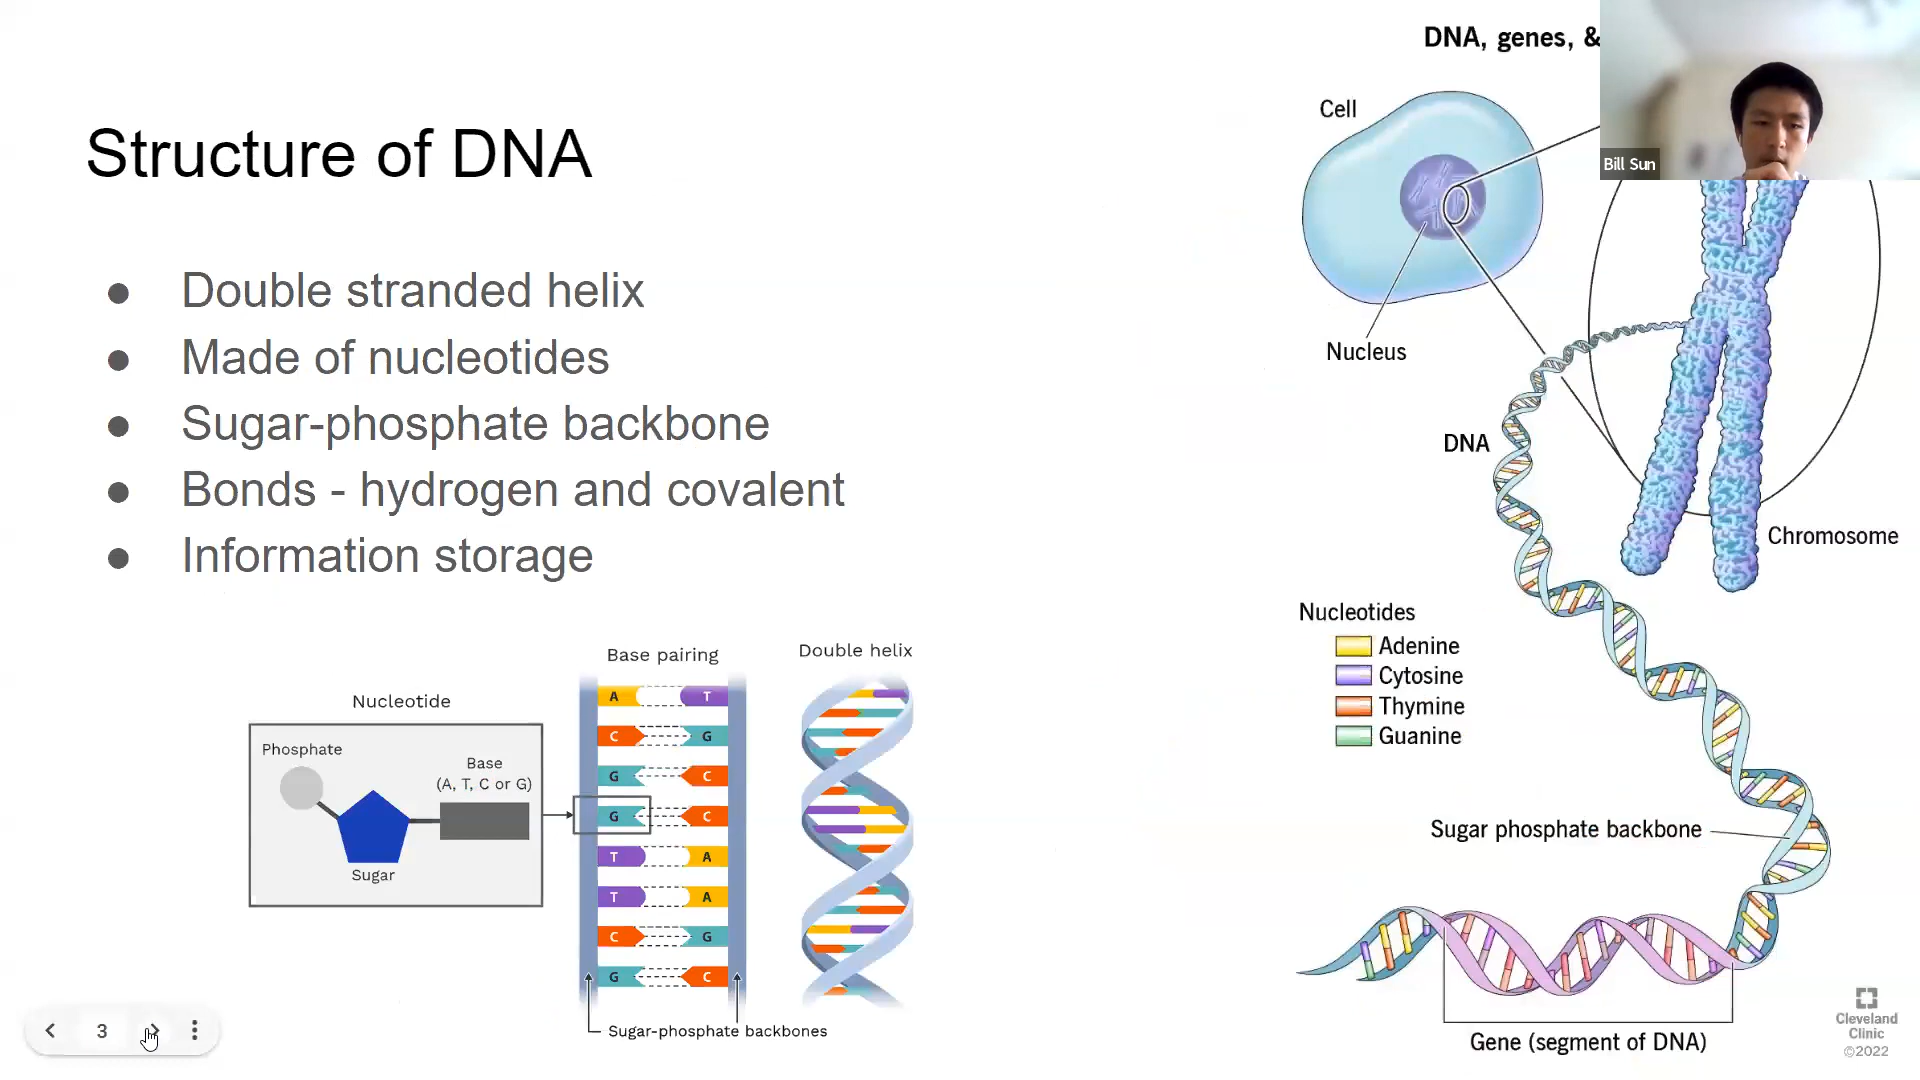 Structure of DNA
● Double stranded helix
● Made of nucleotides
● Sugar-phosphate backbone
● Bonds - hydrogen and covalent
● Information storage
Nucleotide
Phosphate
Base
(A, T, C or G)
Sugar
Base pairing
A T
C G
G C
G C
T A
T A
C G
G C
Sugar-phosphate backbones
Double helix
DNA, genes, &
Bill Sun
Cell
Nucleus
DNA
Chromosome
Nucleotides
Adenine
Cytosine
Thymine
Guanine
Sugar phosphate backbone
Gene (segment of DNA)
Cleveland
Clinic
©2022
3